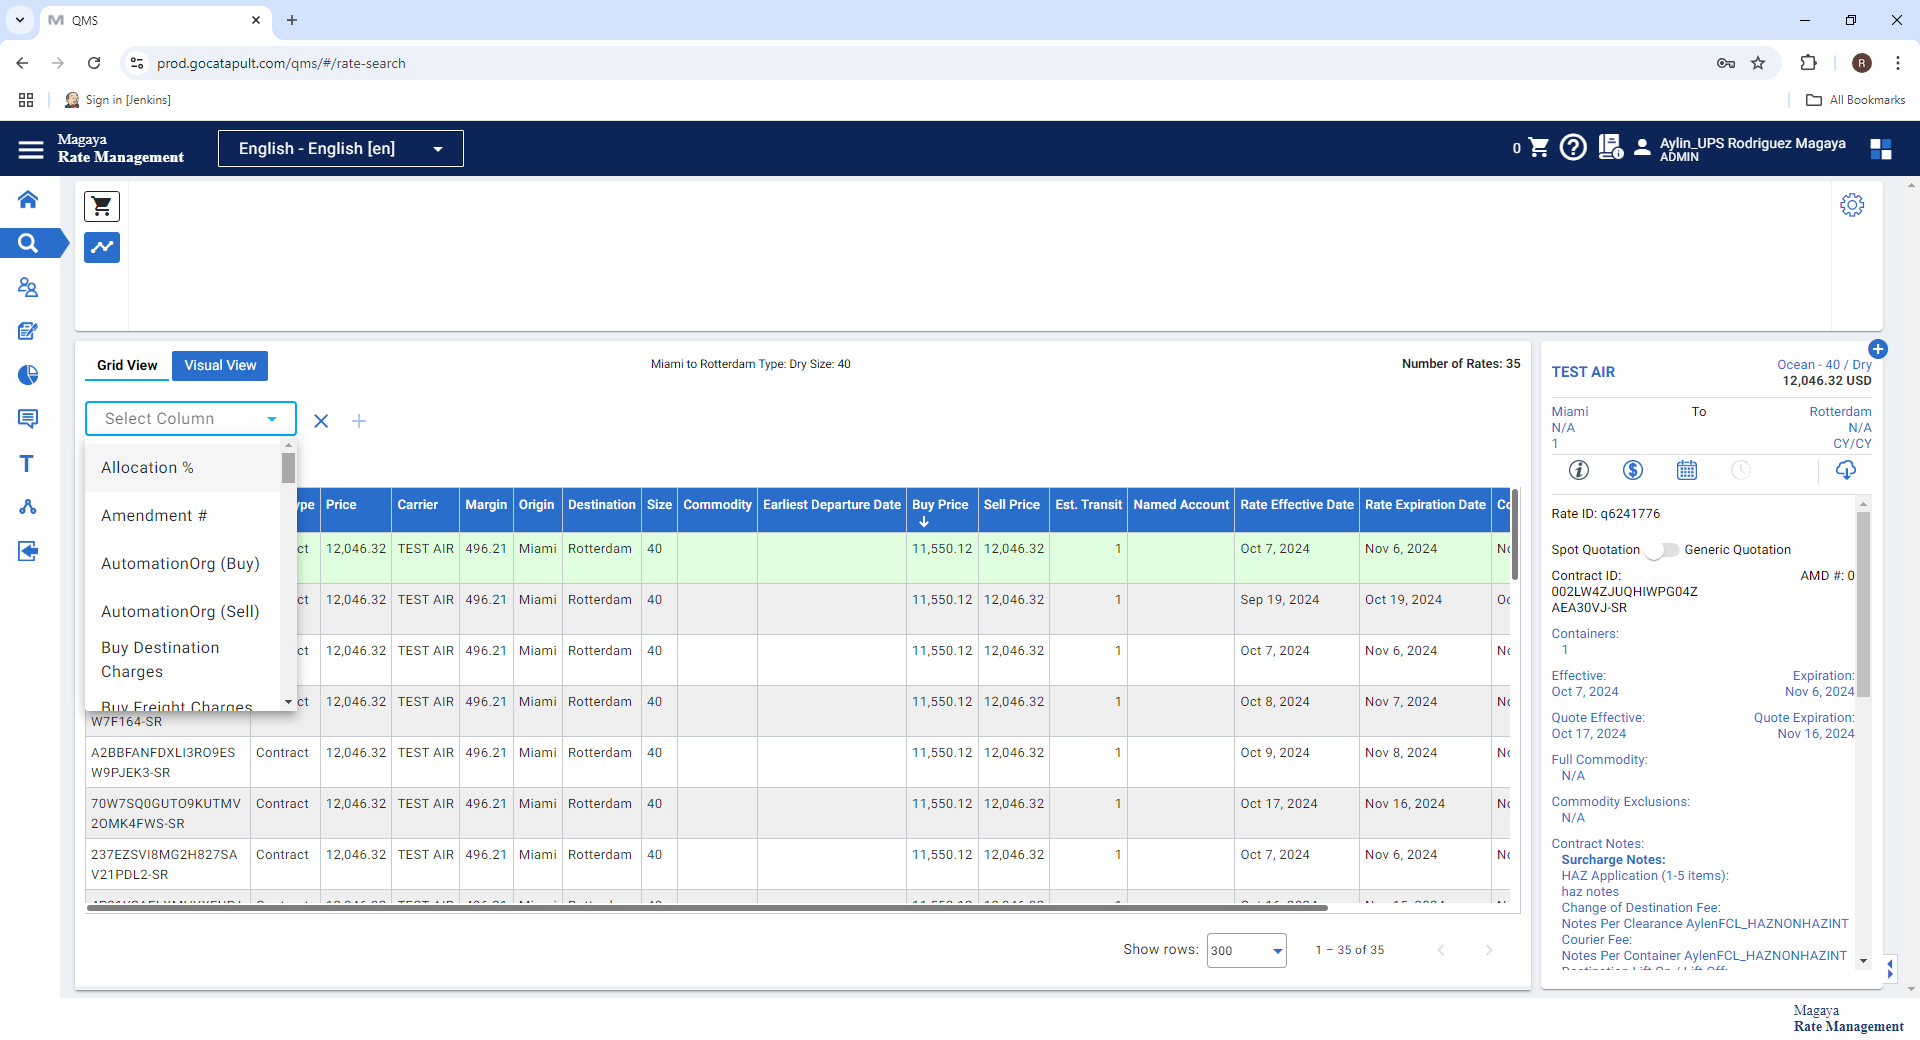 QMS
prod.gocatapult.com/qms/#/rate-search
R
Sign in [Jenkins]
All Bookmarks
Magaya
Rate Management
English - English [en]
0
Aylin_UPS Rodriguez Magaya
ADMIN
Grid View
Visual View
Miami to Rotterdam Type: Dry Size: 40
Number of Rates: 35
Select Column
Allocation %
Amendment #
AutomationOrg (Buy)
AutomationOrg (Sell)
Buy Destination
Charges
Buy Freight Charges
ype Price Carrier Margin Origin Destination Size Commodity Earliest Departure Date Buy Price Sell Price Est. Transit Named Account Rate Effective Date Rate Expiration Date Co
ct 12,046.32 TEST AIR 496.21 Miami Rotterdam 40 11,550.12 12,046.32 1 Oct 7, 2024 Nov 6, 2024 No
ct 12,046.32 TEST AIR 496.21 Miami Rotterdam 40 11,550.12 12,046.32 1 Sep 19, 2024 Oct 19, 2024 Oc
ct 12,046.32 TEST AIR 496.21 Miami Rotterdam 40 11,550.12 12,046.32 1 Oct 7, 2024 Nov 6, 2024 No
ct 12,046.32 TEST AIR 496.21 Miami Rotterdam 40 11,550.12 12,046.32 1 Oct 8, 2024 Nov 7, 2024 No
W7F164-SR
A2BBFANFDXLI3RO9ES Contract 12,046.32 TEST AIR 496.21 Miami Rotterdam 40 11,550.12 12,046.32 1 Oct 9, 2024 Nov 8, 2024 No
W9PJEK3-SR
70W7SQ0GUTO9KUTMV Contract 12,046.32 TEST AIR 496.21 Miami Rotterdam 40 11,550.12 12,046.32 1 Oct 17, 2024 Nov 16, 2024 No
2OMK4FWS-SR
237EZSVI8MG2H827SA Contract 12,046.32 TEST AIR 496.21 Miami Rotterdam 40 11,550.12 12,046.32 1 Oct 7, 2024 Nov 6, 2024 No
V21PDL2-SR
Show rows: 300 1 – 35 of 35
TEST AIR
Ocean - 40 / Dry
12,046.32 USD
Miami To Rotterdam
N/A N/A
1 CY/CY
Rate ID: q6241776
Spot Quotation Generic Quotation
Contract ID: AMD #: 0
002LW4ZJUQHIWPG04Z
AEA30VJ-SR
Containers:
1
Effective: Expiration:
Oct 7, 2024 Nov 6, 2024
Quote Effective: Quote Expiration:
Oct 17, 2024 Nov 16, 2024
Full Commodity:
N/A
Commodity Exclusions:
N/A
Contract Notes:
Surcharge Notes:
HAZ Application (1-5 items):
haz notes
Change of Destination Fee:
Notes Per Clearance AylenFCL_HAZNONHAZINT
Courier Fee:
Notes Per Container AylenFCL_HAZNONHAZINT
Magaya
Rate Management